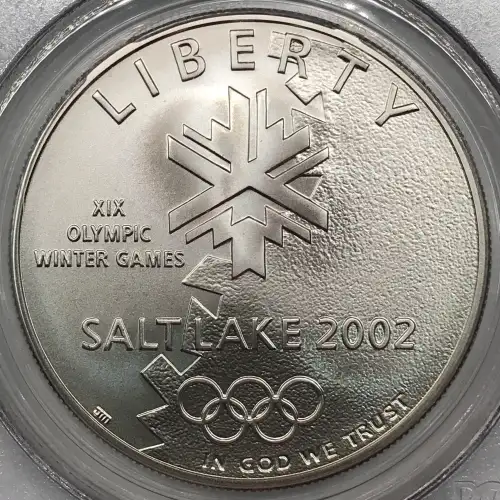 LIBERTY
XIX
OLYMPIC
WINTER GAMES
SALT LAKE 2002
IN GOD WE TRUST